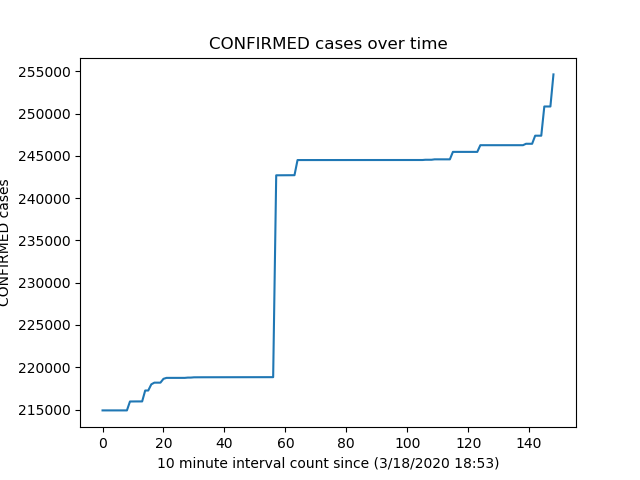 CONFIRMED cases over time
255000
250000
245000
240000
235000
230000
225000
220000
215000
CONFIRMED cases
0 20 40 60 80 100 120 140
10 minute interval count since (3/18/2020 18:53)